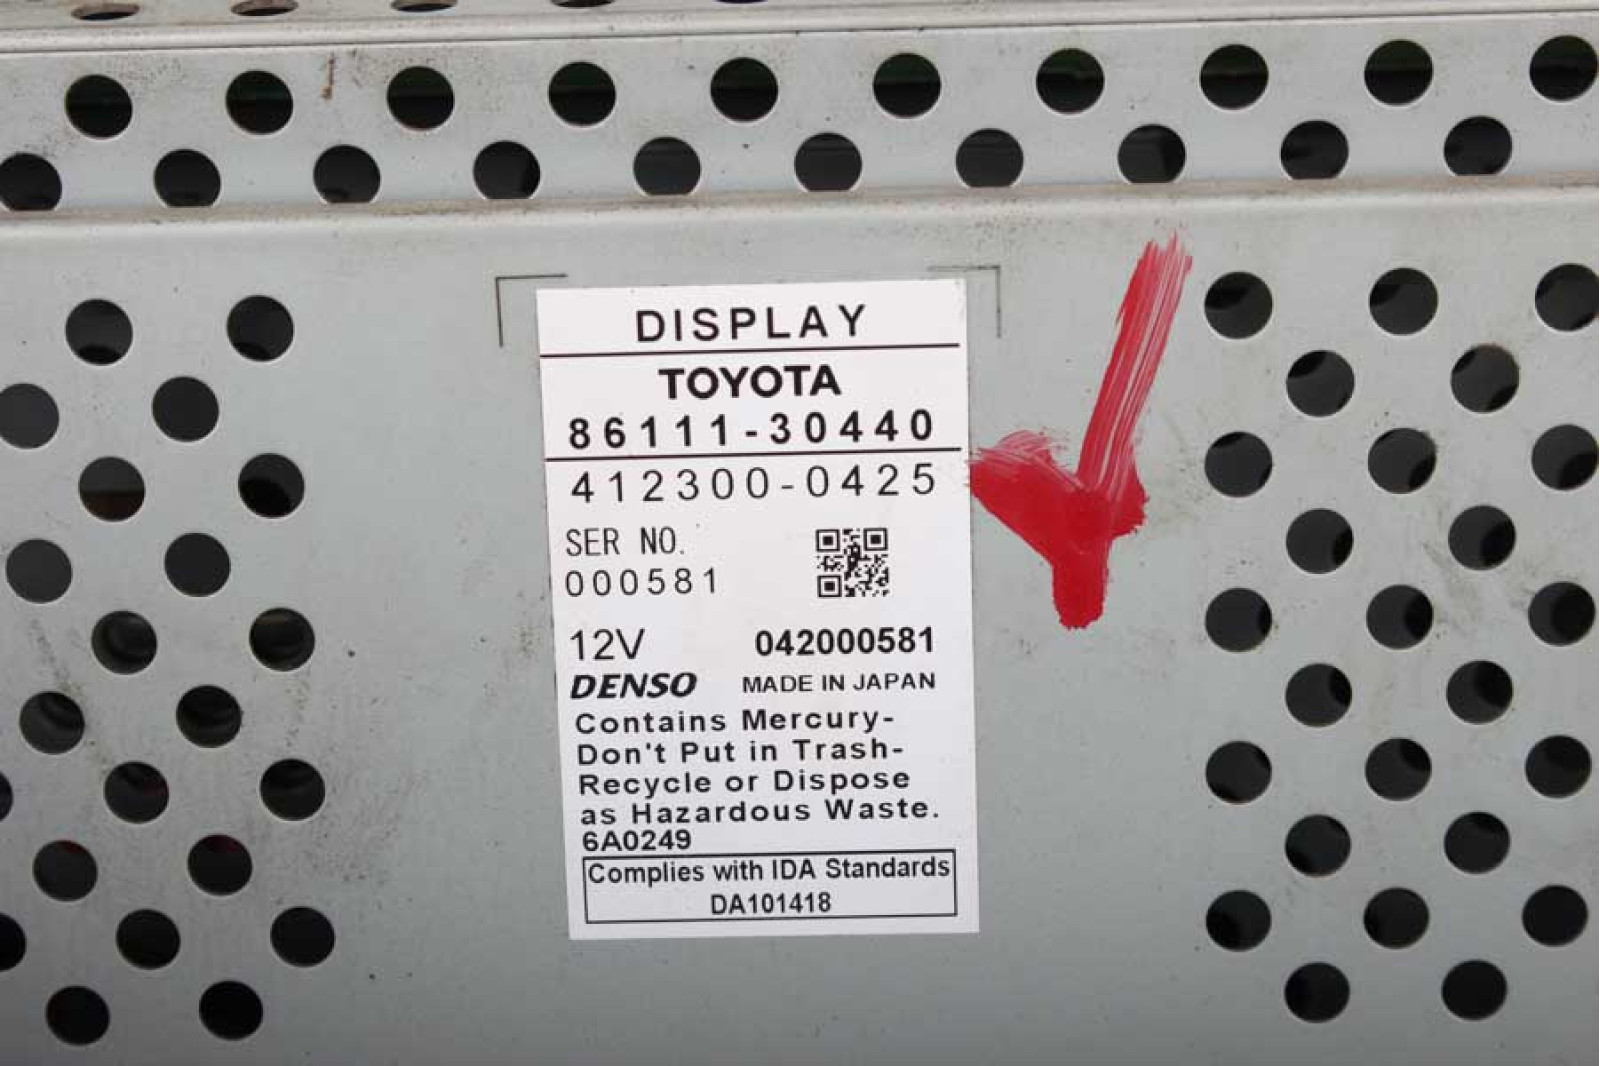 DISPLAY
TOYOTA
86111-30440
412300-0425
SER NO.
000581
12V 042000581
DENSO MADE IN JAPAN
Contains Mercury-
Don't Put in Trash-
Recycle or Dispose
as Hazardous Waste.
6A0249
Complies with IDA Standards
DA101418